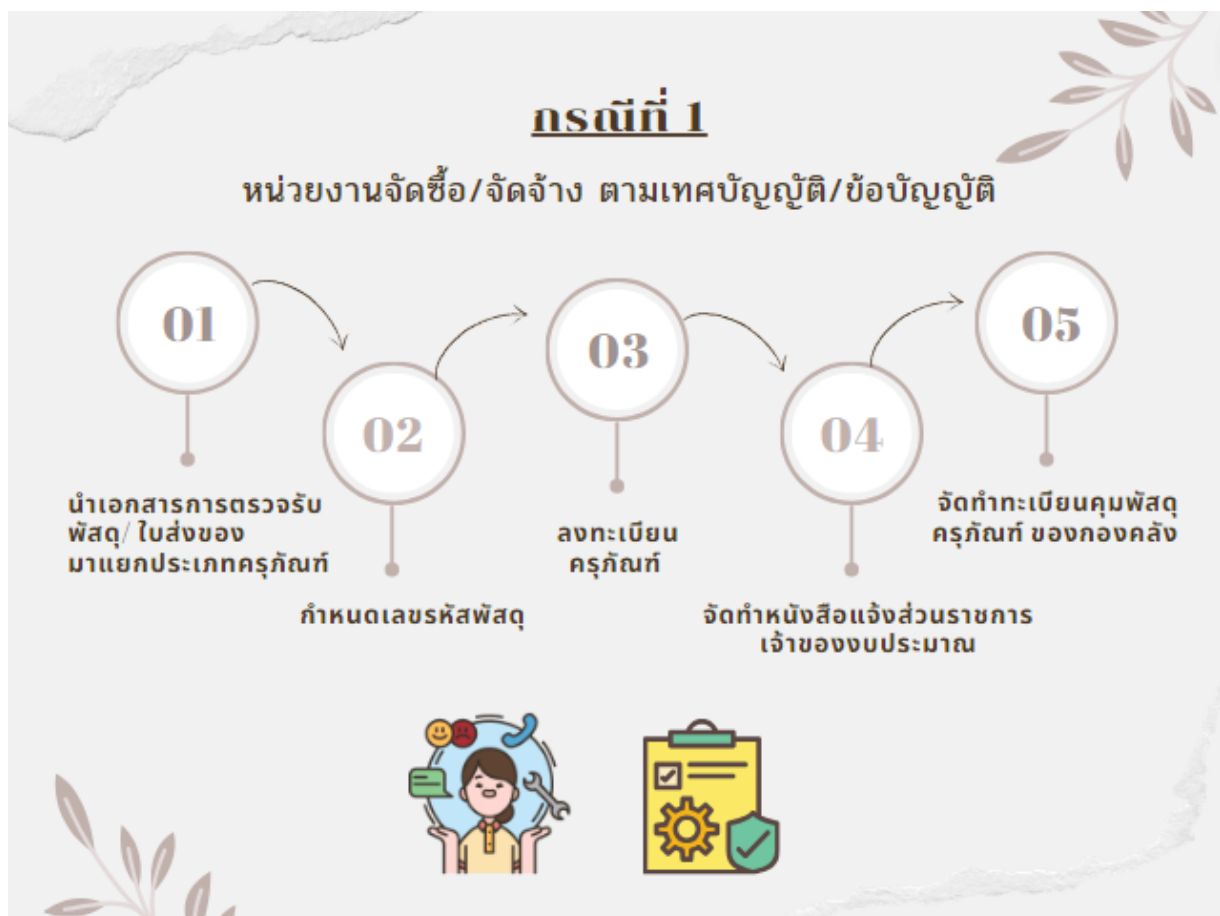 กรณีที่ 1
หน่วยงานจัดซื้อ/จัดจ้าง ตามเทศบัญญัติ/ข้อบัญญัติ
01
นำเอกสารการตรวจรับ
พัสดุ/ ใบส่งของ
มาแยกประเภทครุภัณฑ์
02
กำหนดเลขรหัสพัสดุ
03
ลงทะเบียน
ครุภัณฑ์
04
จัดทำหนังสือแจ้งส่วนราชการ
เจ้าของงบประมาณ
05
จัดทำทะเบียนคุมพัสดุ
ครุภัณฑ์ ของกองคลัง